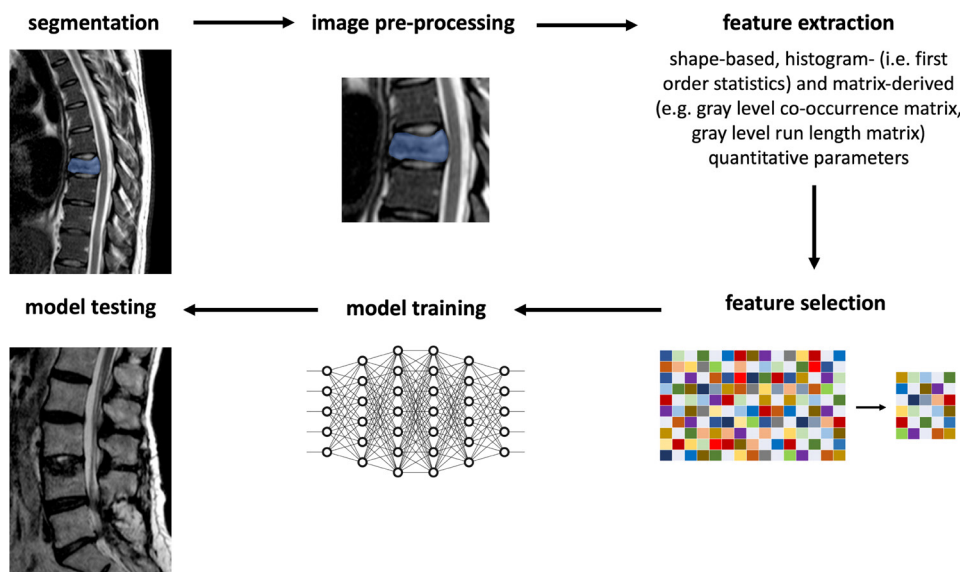 segmentation
image pre-processing
feature extraction
shape-based, histogram- (i.e. first
order statistics) and matrix-derived
(e.g. gray level co-occurrence matrix,
gray level run length matrix)
quantitative parameters
model testing
model training
feature selection